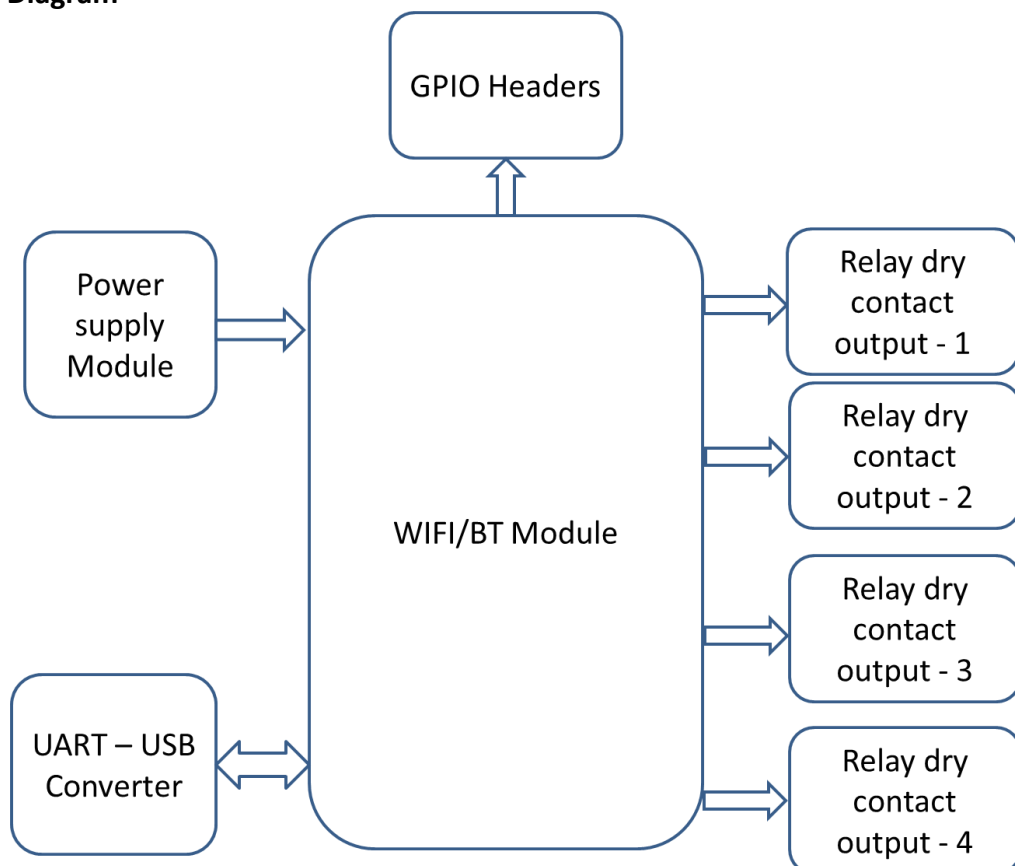 Diagram
GPIO Headers
Power
supply
Module
Relay dry
contact
output - 1
Relay dry
contact
output - 2
WIFI/BT Module
Relay dry
contact
output - 3
UART – USB
Converter
Relay dry
contact
output - 4